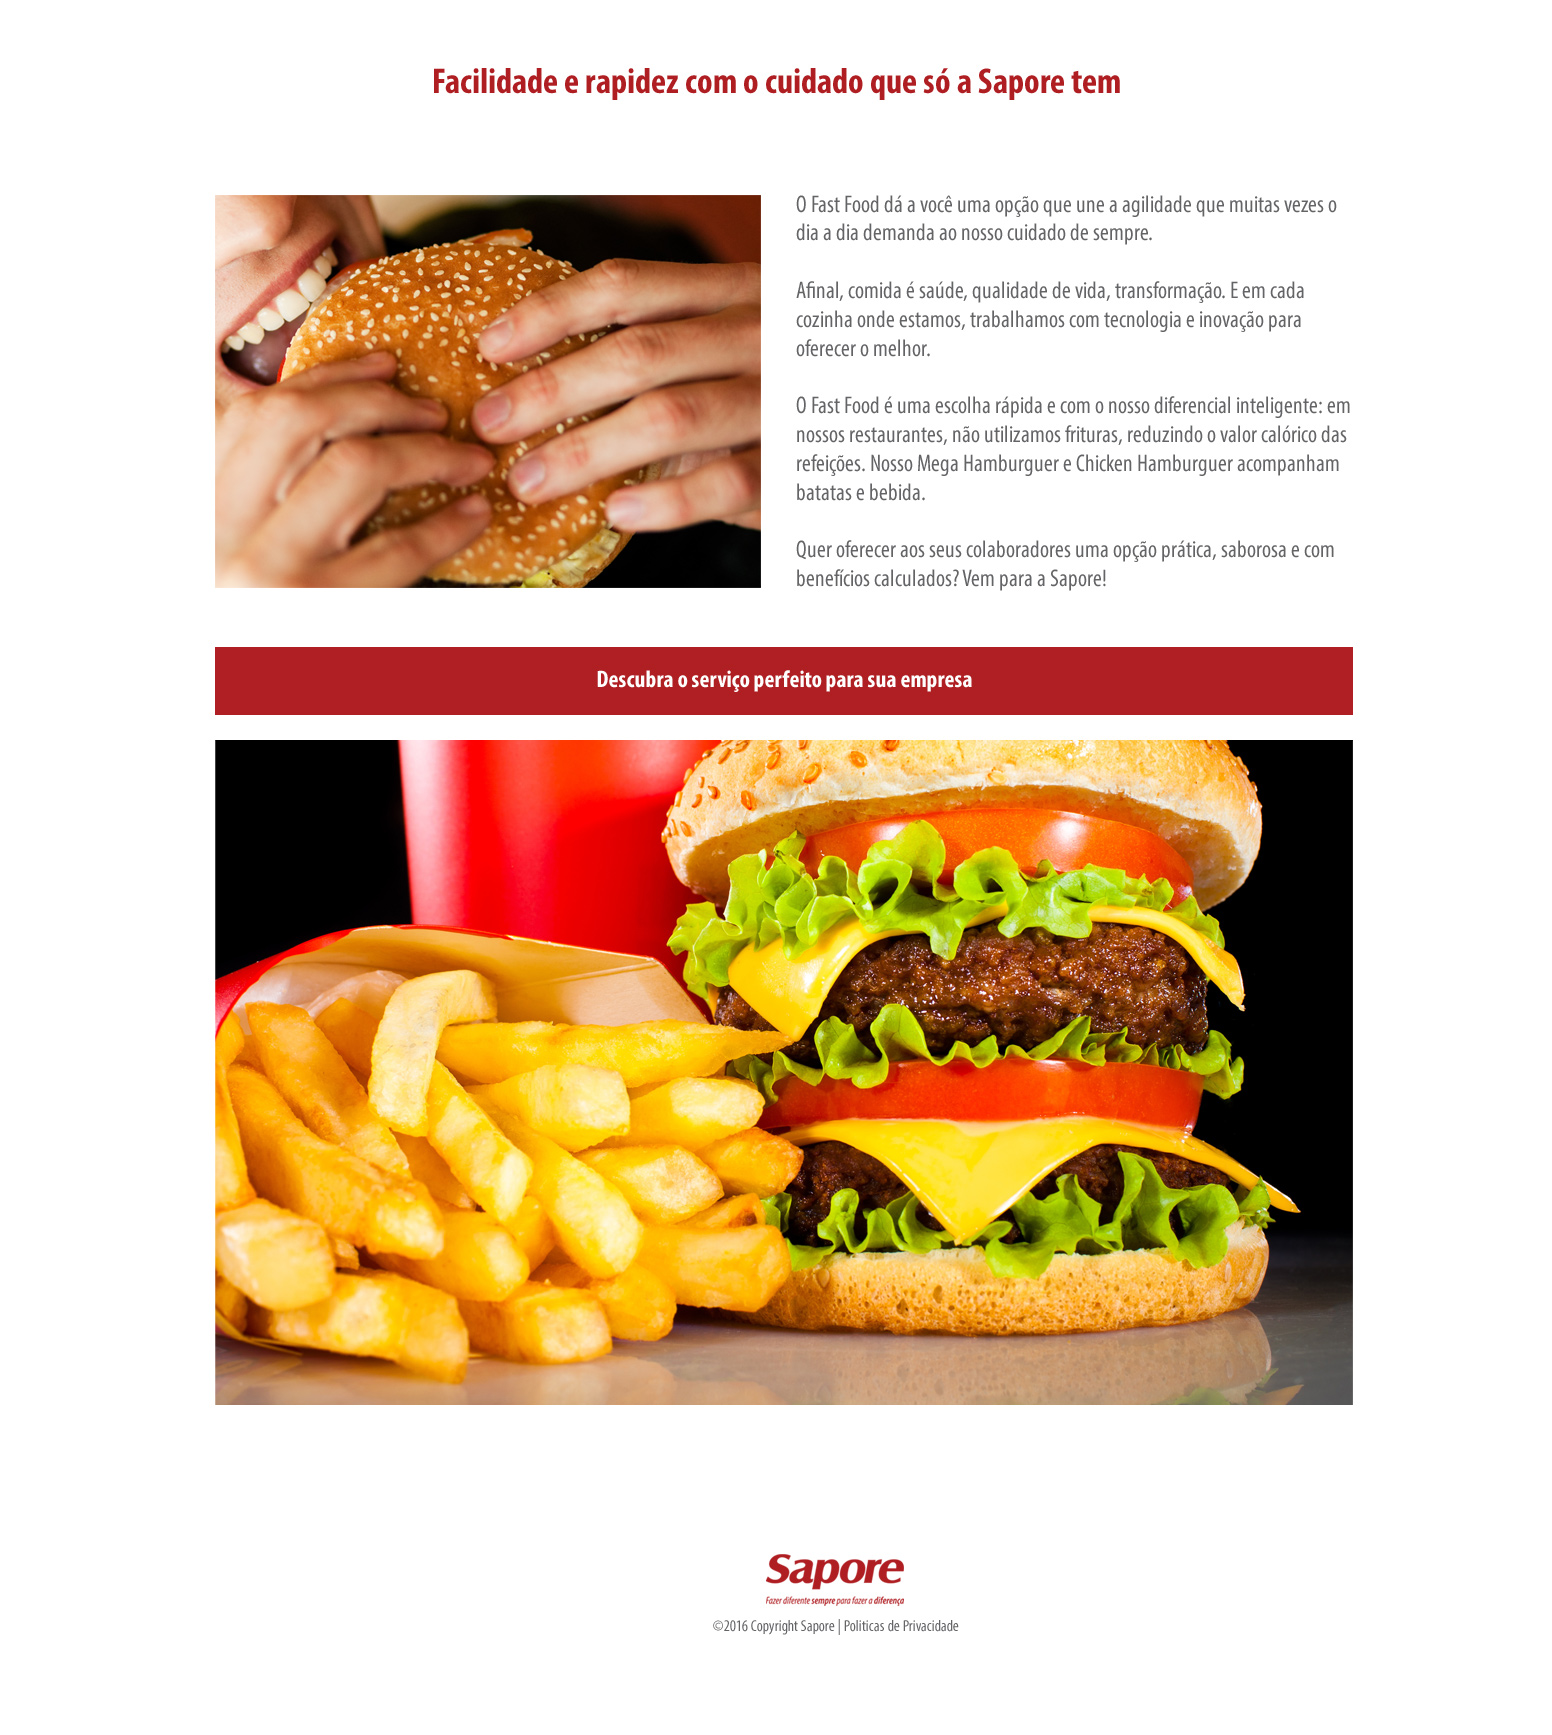 Facilidade e rapidez com o cuidado que só a Sapore tem
O Fast Food dá a você uma opção que une a agilidade que muitas vezes o
dia a dia demanda ao nosso cuidado de sempre.
Afinal, comida é saúde, qualidade de vida, transformação. E em cada
cozinha onde estamos, trabalhamos com tecnologia e inovação para
oferecer o melhor.
O Fast Food é uma escolha rápida e com o nosso diferencial inteligente: em
nossos restaurantes, não utilizamos frituras, reduzindo o valor calórico das
refeições. Nosso Mega Hamburguer e Chicken Hamburguer acompanham
batatas e bebida.
Quer oferecer aos seus colaboradores uma opção prática, saborosa e com
benefícios calculados? Vem para a Sapore!
Descubra o serviço perfeito para sua empresa
Sapore
Fazer diferente sempre para fazer a diferença
©2016 Copyright Sapore | Politicas de Privacidade